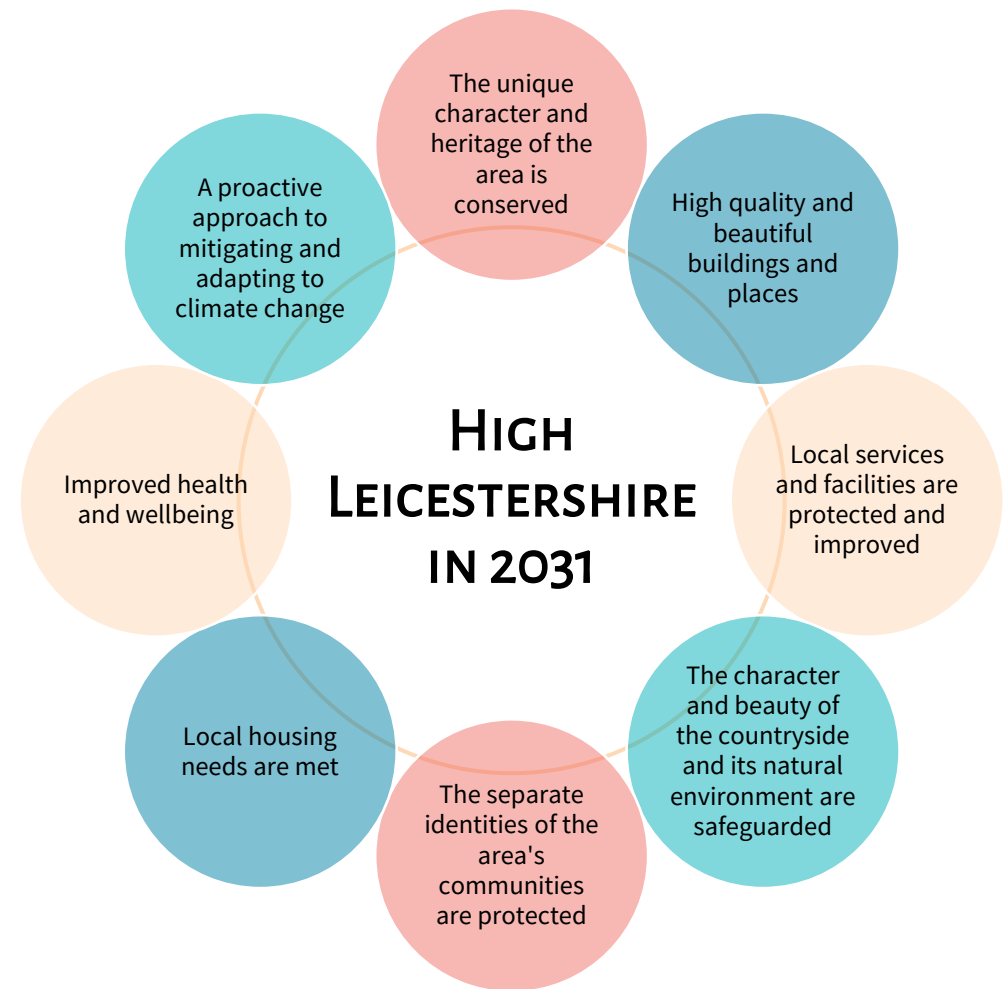 The unique
character and
heritage of the
area is
conserved
High quality and
beautiful
buildings and
places
Local services
and facilities are
protected and
improved
The character
and beauty of
the countryside
and its natural
environment are
safeguarded
The separate
identities of the
area's
communities
are protected
Local housing
needs are met
Improved health
and wellbeing
A proactive
approach to
mitigating and
adapting to
climate change
High
Leicestershire
in 2031